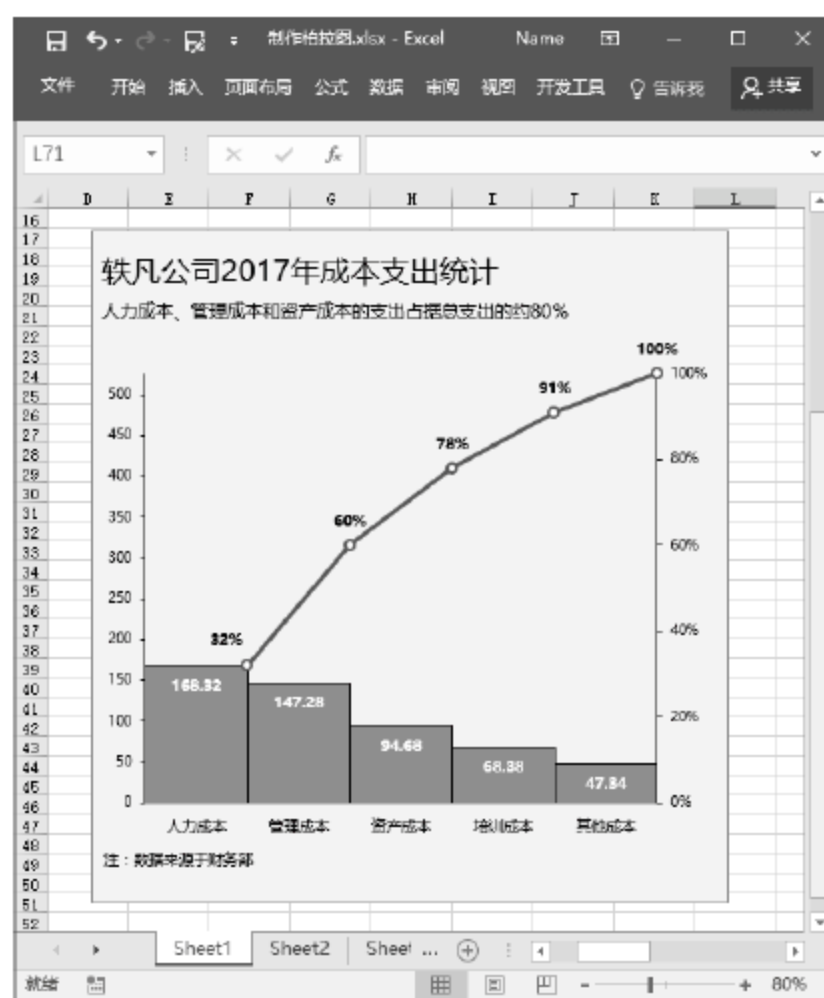 制作柏拉图.xlsx - Excel Name
文件 开始 插入 页面布局 公式 数据 审阅 视图 开发工具 告诉我 共享
L71 fx
D E F G H I J K L
16
17
18
19
20
21
22
23
24
25
26
27
28
29
30
31
32
33
34
35
36
37
38
39
40
41
42
43
44
45
46
47
48
49
50
51
52
轶凡公司2017年成本支出统计
人力成本、管理成本和资产成本的支出占据总支出的约80%
100%
500 91% 100%
450 78%
400 80%
350 60%
300 60%
250
200 32% 40%
150 168.32 147.28
100 94.68 20%
50 68.38 47.34
0 0%
人力成本 管理成本 资产成本 培训成本 其他成本
注：数据来源于财务部
Sheet1 Sheet2 Sheet ...
就绪 80%